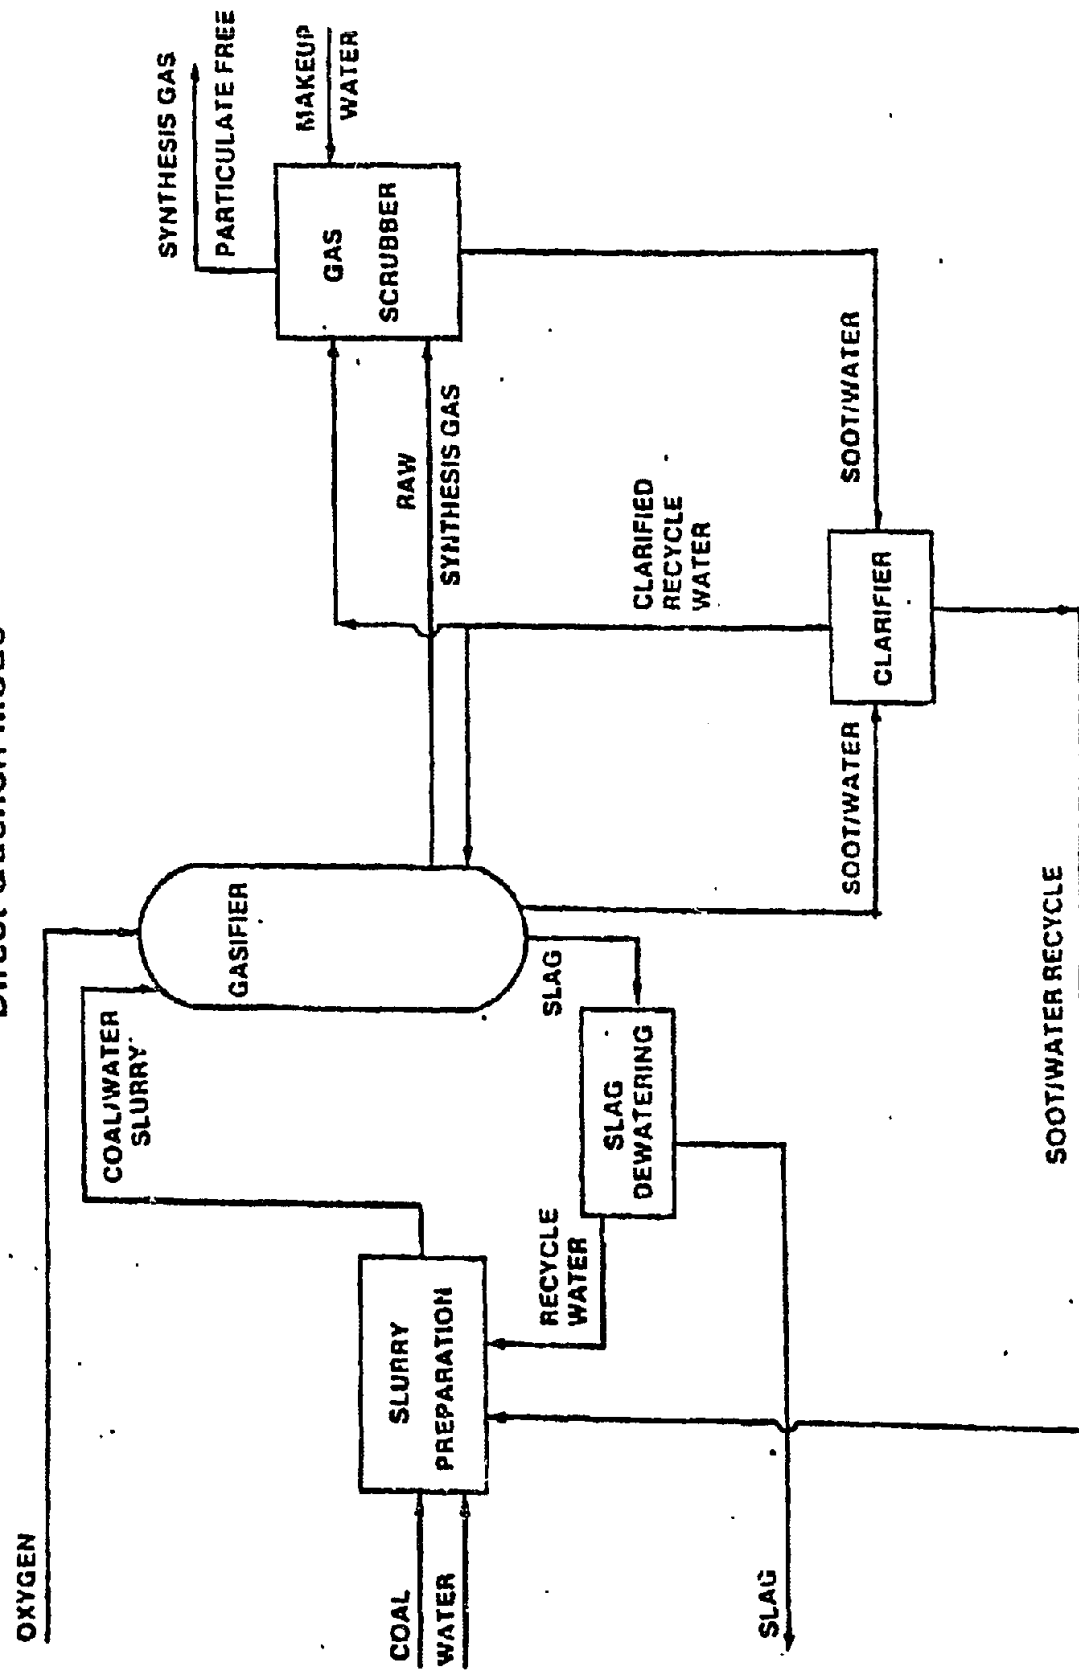 OXYGEN
COAL/WATER
SLURRY
GASIFIER
SYNTHESIS GAS
PARTICULATE FREE
MAKEUP
WATER
GAS
SCRUBBER
RAW
SYNTHESIS GAS
COAL
WATER
SLURRY
PREPARATION
RECYCLE
WATER
SLAG
SLAG
DEWATERING
CLARIFIED
RECYCLE
WATER
SLAG
SOOT/WATER
CLARIFIER
SOOT/WATER
SOOT/WATER RECYCLE